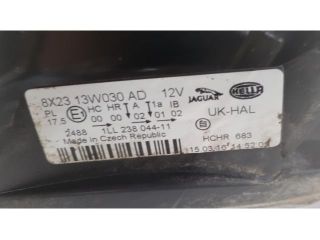 8X23 13W030 AD 12V
PL E1 HC HR A 1a IB
17.5 00 00 02 01 02
2488 1LL 238 044-11
Made in Czech Republic
JAGUAR HELLA
UK-HAL
HCHR 683